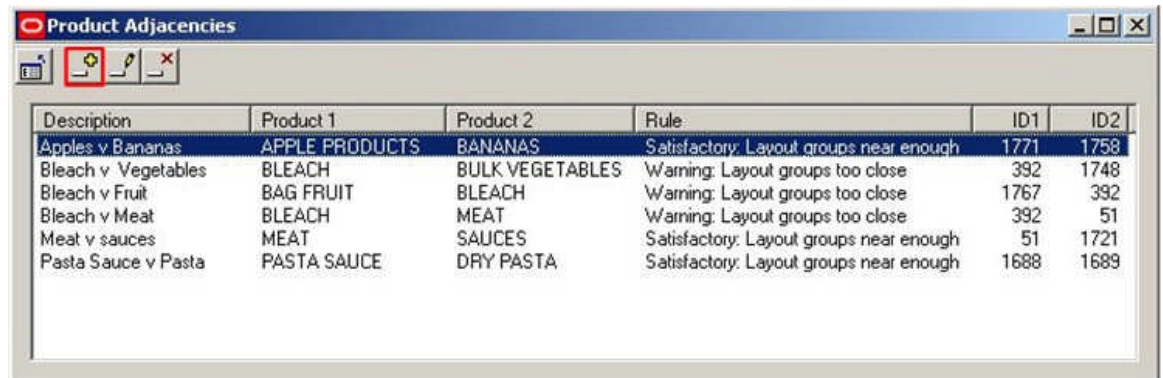 Product Adjacencies
Description Product 1 Product 2 Rule ID1 ID2
Apples v Bananas APPLE PRODUCTS BANANAS Satisfactory: Layout groups near enough 1771 1758
Bleach v Vegetables BLEACH BULK VEGETABLES Warning: Layout groups too close 392 1748
Bleach v Fruit BAG FRUIT BLEACH Warning: Layout groups too close 1767 392
Bleach v Meat BLEACH MEAT Warning: Layout groups too close 392 51
Meat v sauces MEAT SAUCES Satisfactory: Layout groups near enough 51 1721
Pasta Sauce v Pasta PASTA SAUCE DRY PASTA Satisfactory: Layout groups near enough 1688 1689